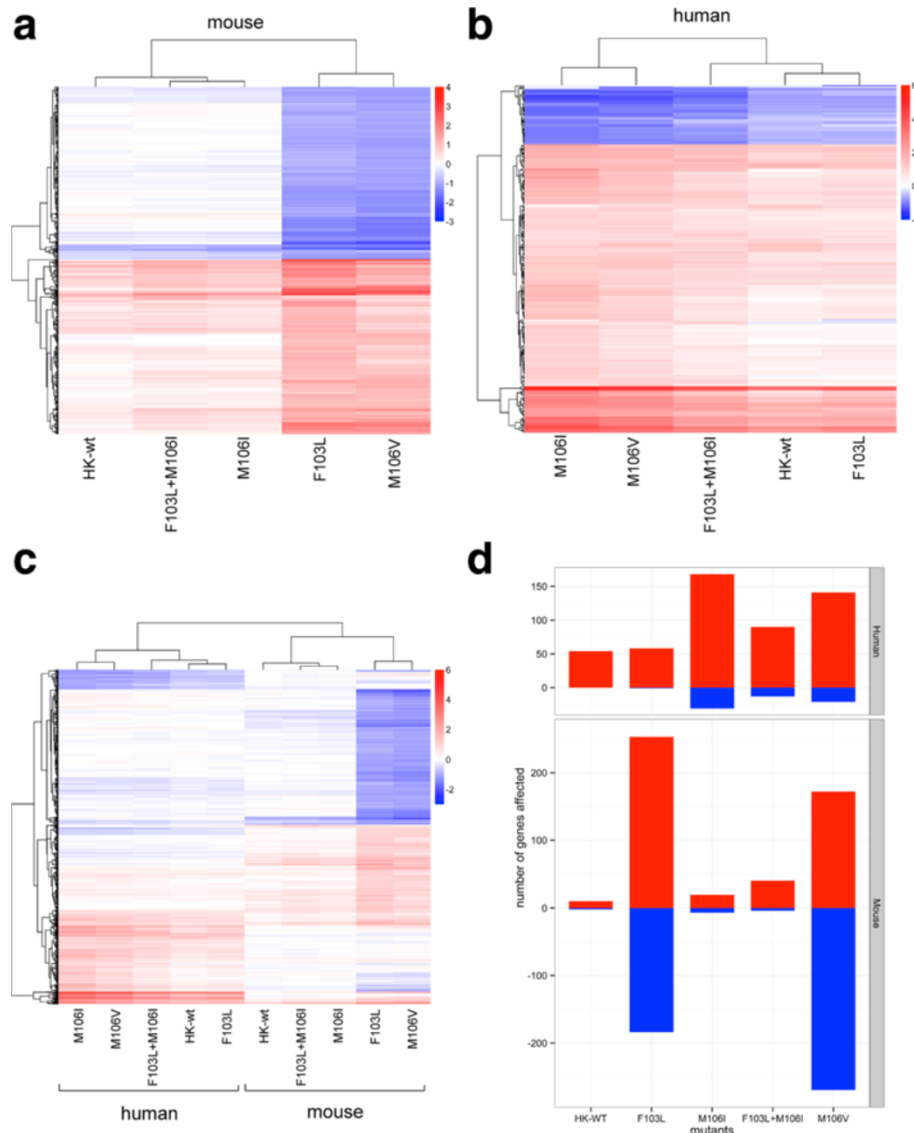 a
mouse
4
3
2
1
0
-1
-2
-3
HK-wt
F103L+M106I
M106I
F103L
M106V
b
human
4
2
0
M106I
M106V
F103L+M106I
HK-wt
F103L
c
6
4
2
0
-2
M106I
M106V
F103L+M106I
HK-wt
F103L
HK-wt
F103L+M106I
M106I
F103L
M106V
human
mouse
d
number of genes affected
150
100
50
0
Human
200
100
0
-100
-200
Mouse
HK-WT
F103L
M106I
F103L+M106I
M106V
mutants